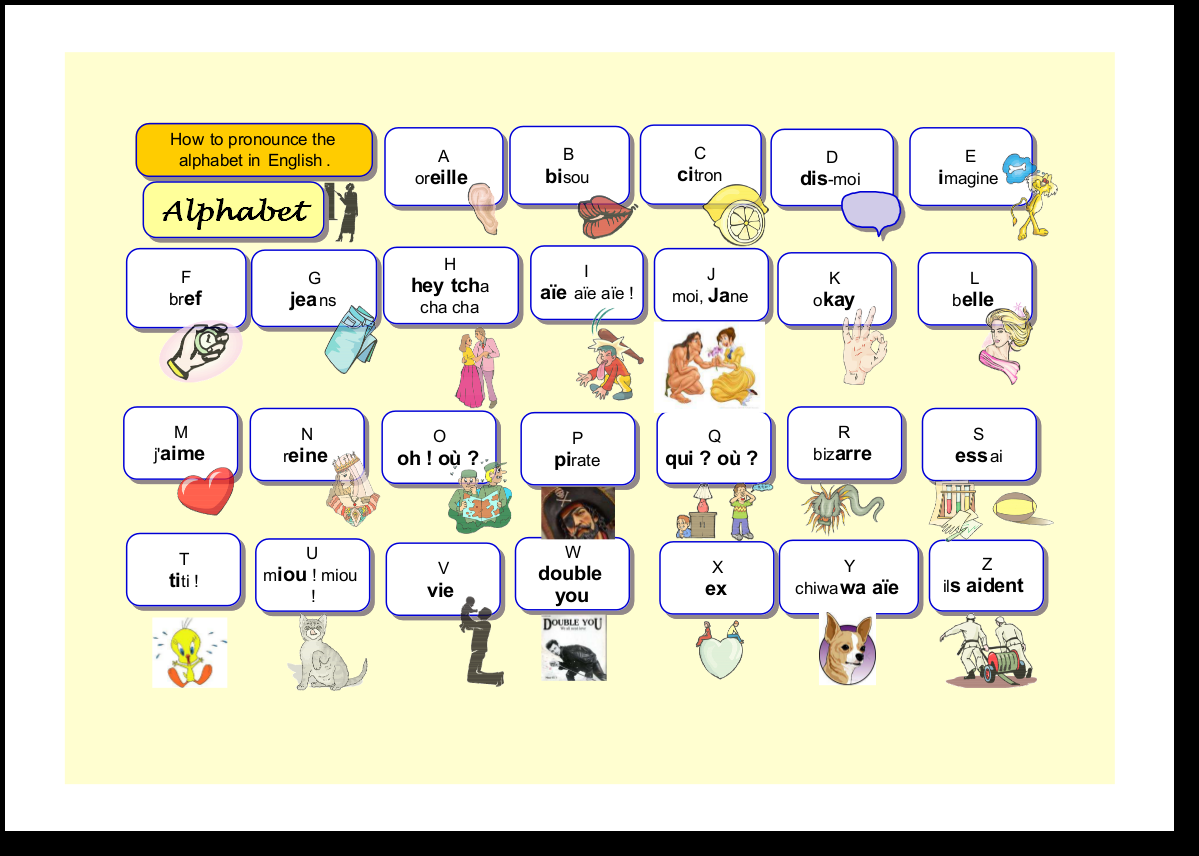 How to pronounce the
alphabet in English .
Alphabet
A
oreille
B
bisou
C
citron
D
dis-moi
E
imagine
F
bref
G
jeans
H
hey tcha
cha cha
I
aïe aïe aïe !
J
moi, Jane
K
okay
L
belle
M
j'aime
N
reine
O
oh ! où ?
P
pirate
Q
qui ? où ?
R
bizarre
S
essai
T
titi !
U
miou ! miou
!
V
vie
W
double
you
DOUBLE YOU
X
ex
Y
chiwawa aïe
Z
ils aident